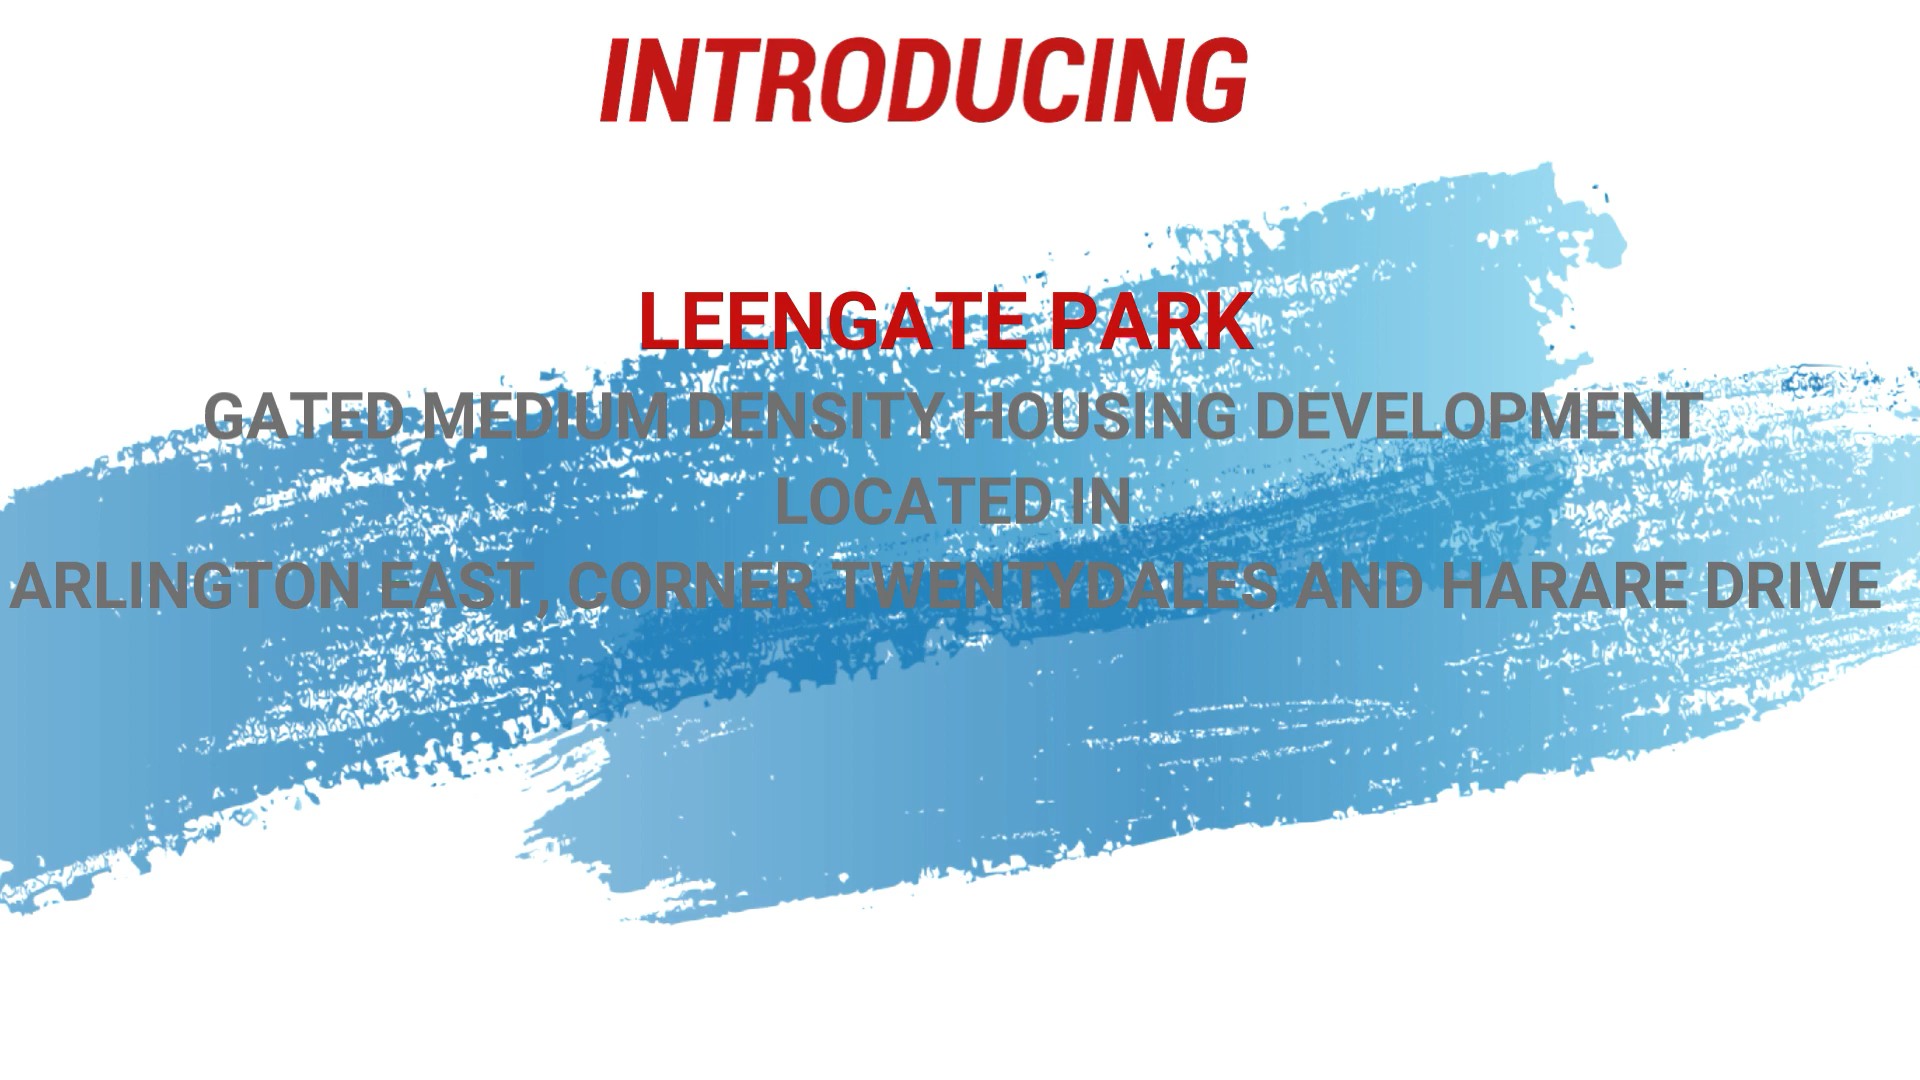 INTRODUCING
LEENGATE PARK
GATED MEDIUM DENSITY HOUSING DEVELOPMENT
LOCATED IN
ARLINGTON EAST, CORNER TWENTYDALES AND HARARE DRIVE